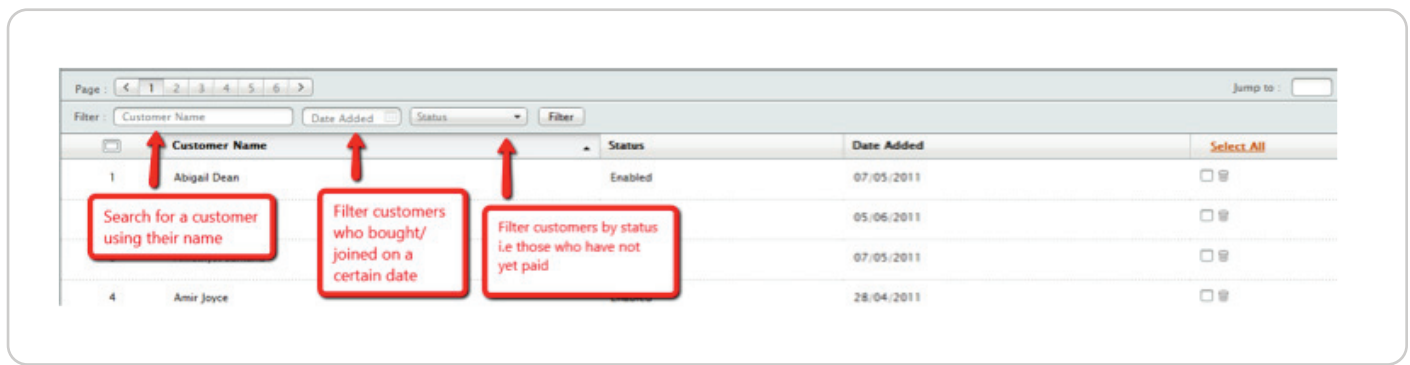 Page : < 1 2 3 4 5 6 > Jump to :
Filter : Customer Name Date Added Status Filter
Customer Name Status Date Added Select All
1 Abigail Dean Enabled 07/05/2011
05/06/2011
07/05/2011
4 Amir Joyce 28/04/2011
Search for a customer
using their name
Filter customers
who bought/
joined on a
certain date
Filter customers by status
i.e those who have not
yet paid